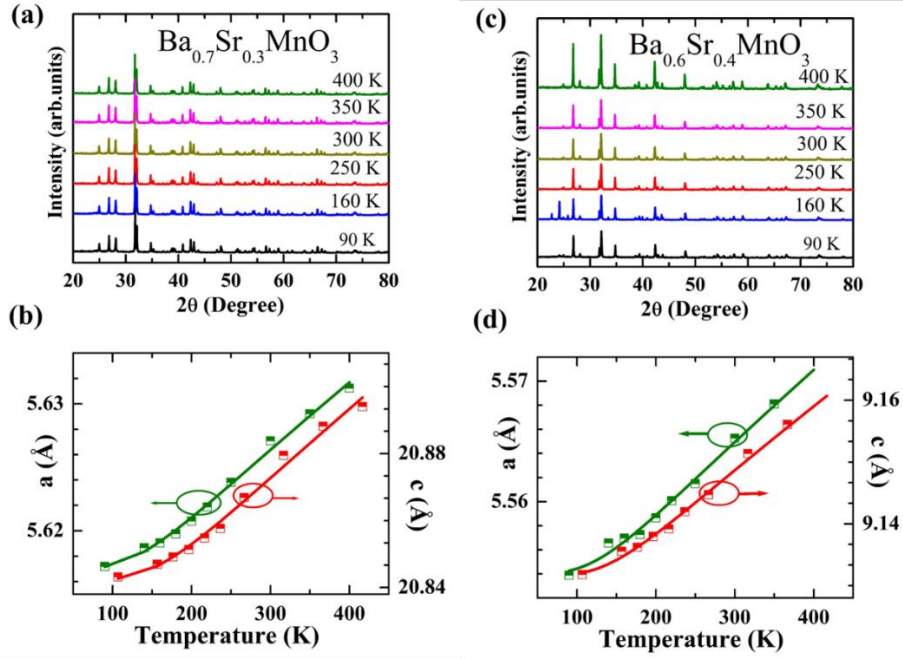 (a)
Ba0.7Sr0.3MnO3
400 K
350 K
300 K
250 K
160 K
90 K
Intensity (arb.units)
20 30 40 50 60 70 80
2θ (Degree)
(c)
Ba0.6Sr0.4MnO3
400 K
350 K
300 K
250 K
160 K
90 K
Intensity (arb.units)
20 30 40 50 60 70 80
2θ (Degree)
(b)
5.63
5.62
a (Å)
20.88
20.84
c (Å)
100 200 300 400
Temperature (K)
(d)
5.57
5.56
a (Å)
9.16
9.14
c (Å)
100 200 300 400
Temperature (K)